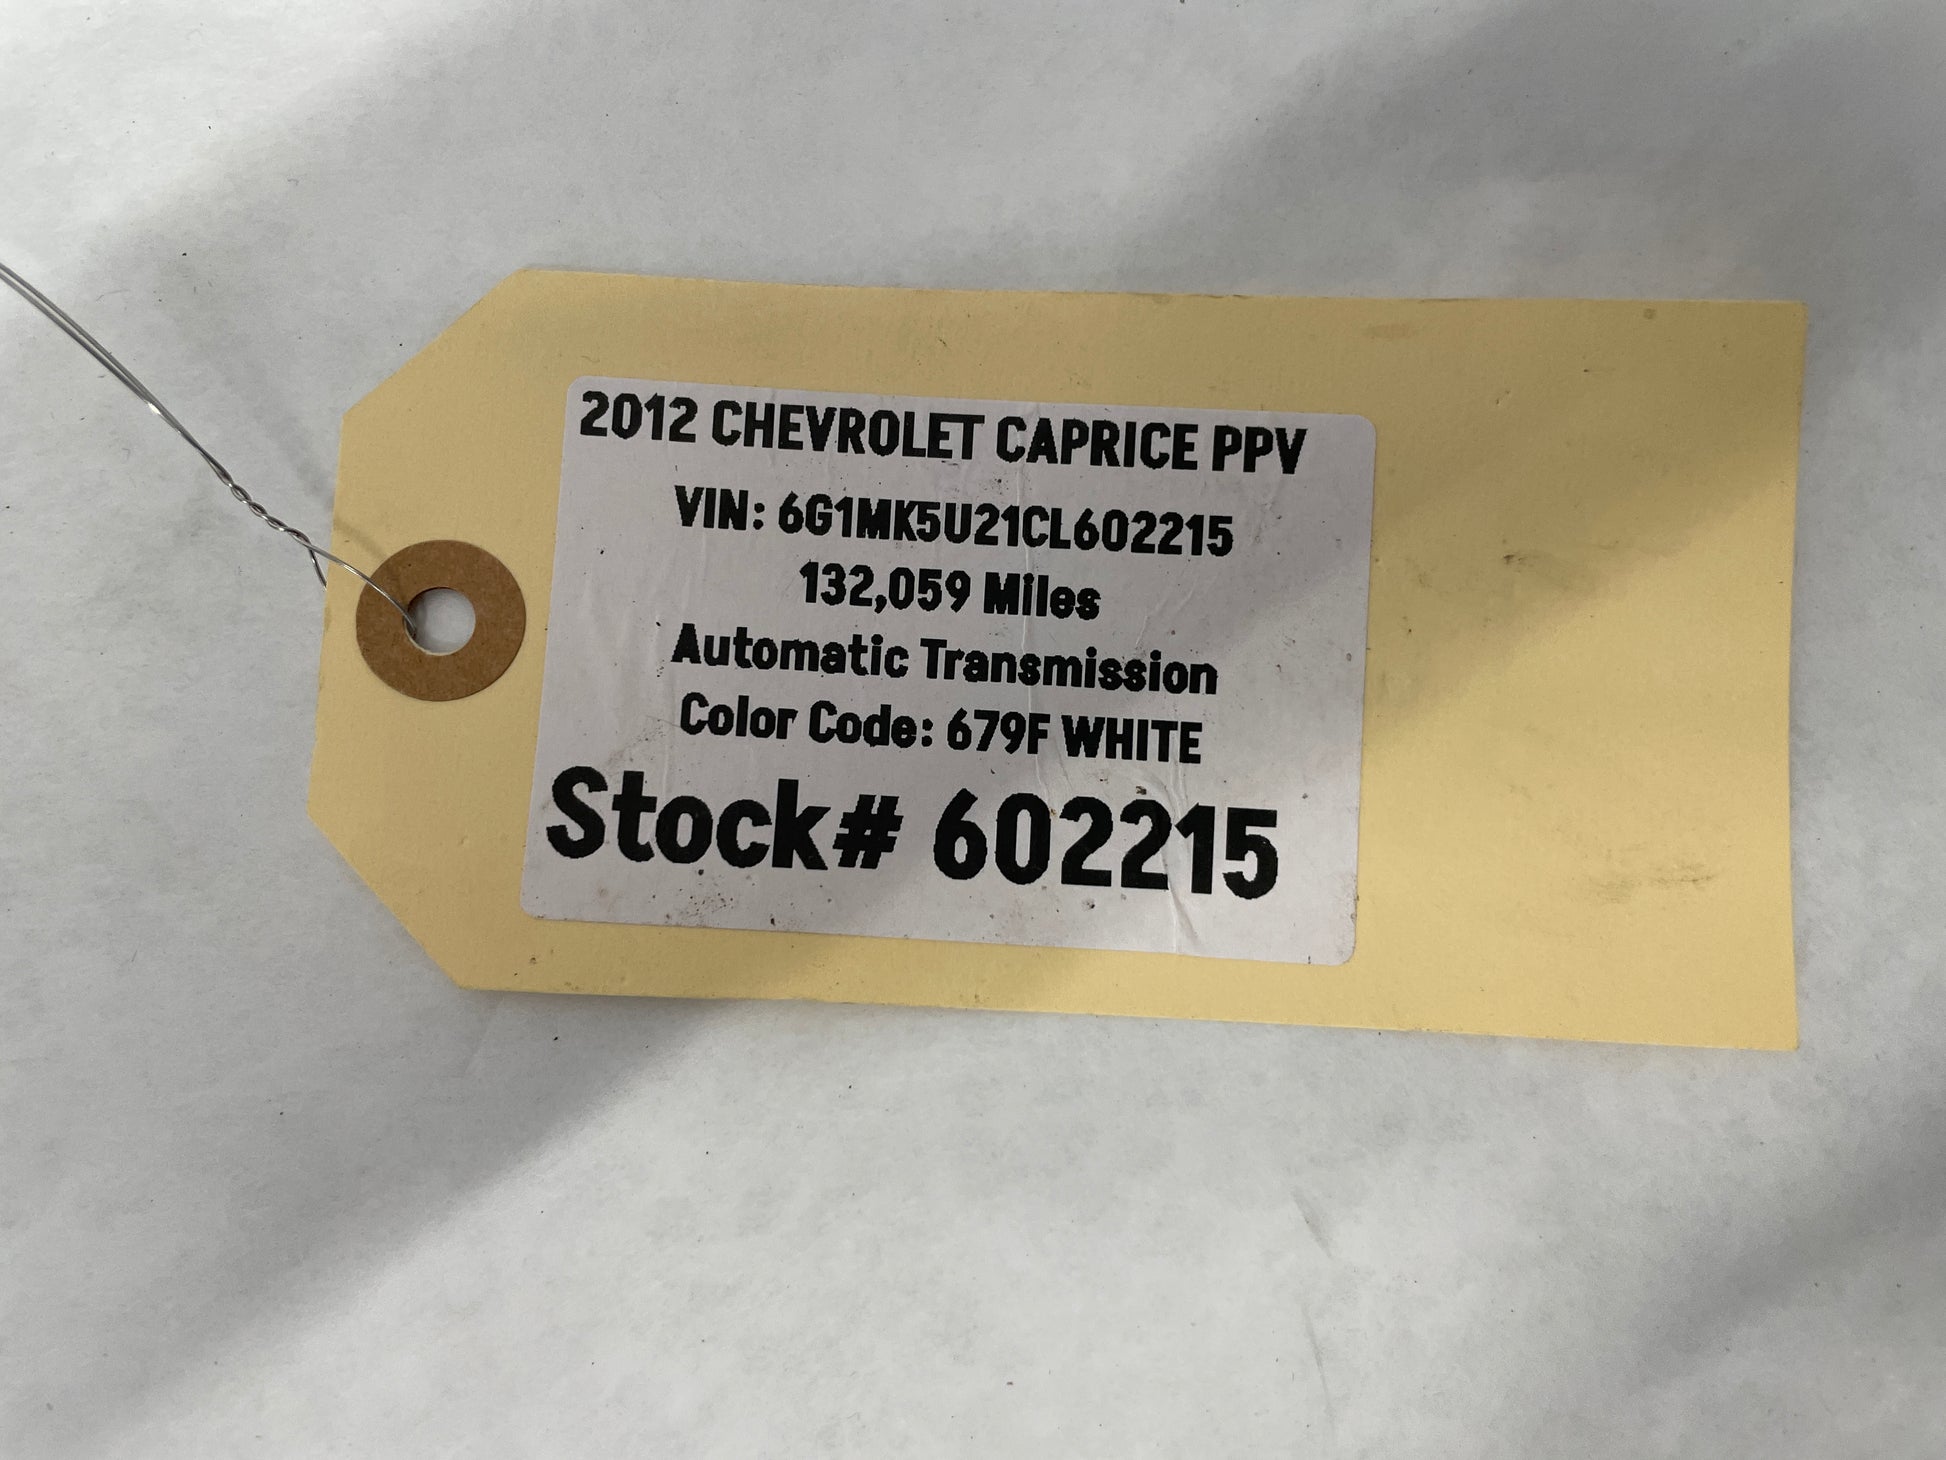 2012 CHEVROLET CAPRICE PPV
VIN: 6G1MK5U21CL602215
132,059 Miles
Automatic Transmission
Color Code: 679F WHITE
Stock# 602215